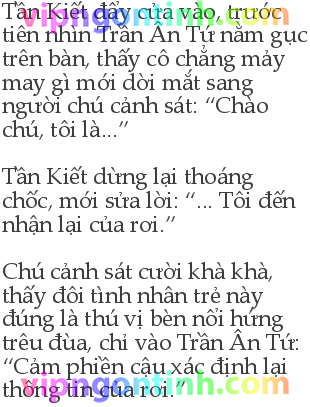 Tần Kiết đẩy cửa vào, trước
tiên nhìn Trần Ân Tứ nằm gục
trên bàn, thấy cô chẳng mảy
may gì mới dời mắt sang
người chú cảnh sát: “Chào
chú, tôi là...”

Tần Kiết dừng lại thoáng
chốc, mới sửa lời: “... Tôi đến
nhận lại của rơi.”

Chú cảnh sát cười khà khà,
thấy đôi tình nhân trẻ này
đúng là thú vị bèn nổi hứng
trêu đùa, chỉ vào Trần Ân Tứ:
“Cảm phiền cậu xác định lại
thông tin của rơi.”
vipngontinh.com
vipngontinh.com